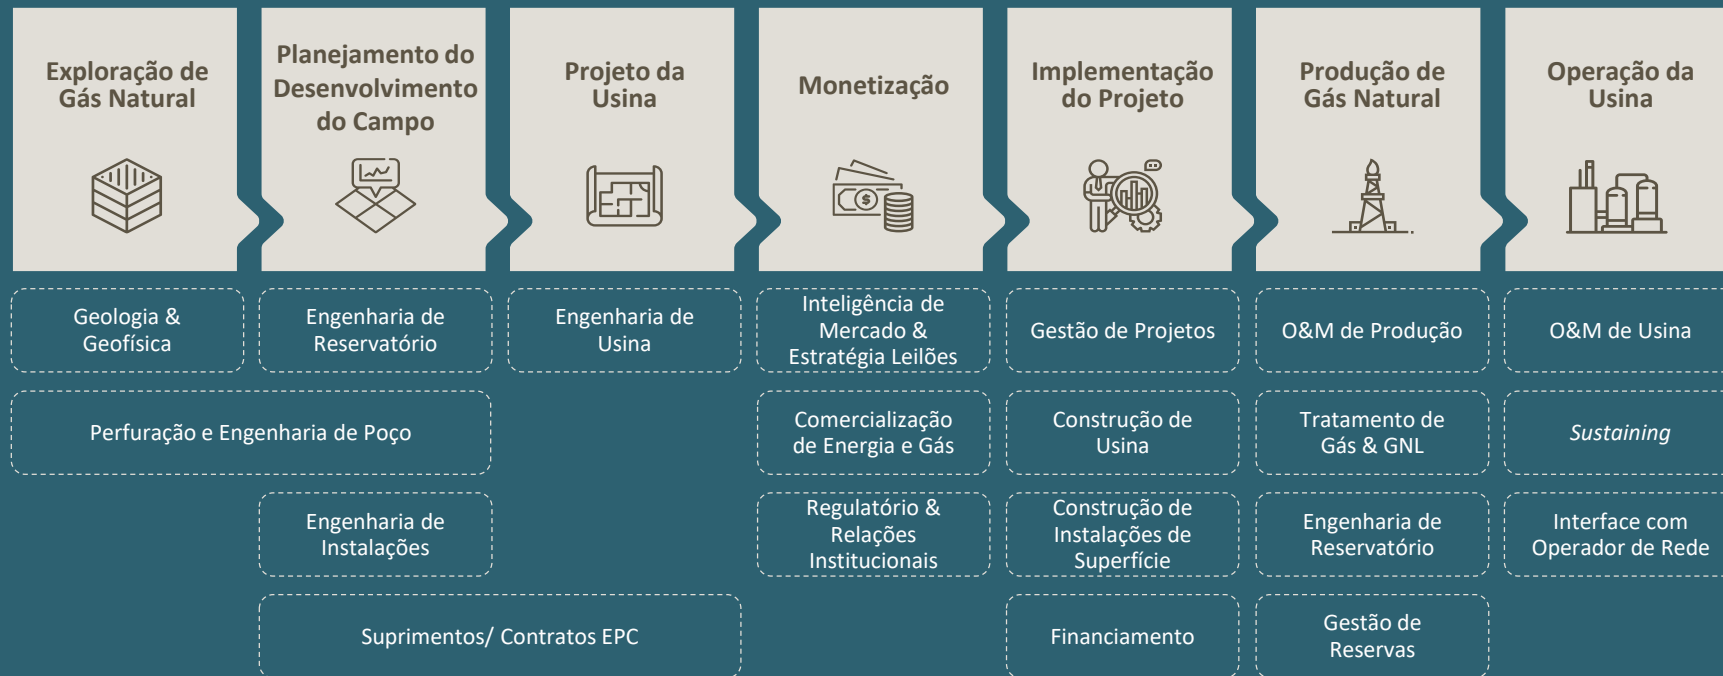 Exploração de
Gás Natural
Planejamento do
Desenvolvimento
do Campo
Projeto da
Usina
Monetização
Implementação
do Projeto
Produção de
Gás Natural
Operação da
Usina
Geologia &
Geofísica
Engenharia de
Reservatório
Engenharia de
Usina
Inteligência de
Mercado &
Estratégia Leilões
Gestão de Projetos
O&M de Produção
O&M de Usina
Perfuração e Engenharia de Poço
Comercialização
de Energia e Gás
Construção de
Usina
Tratamento de
Gás & GNL
Sustaining
Engenharia de
Instalações
Regulatório &
Relações
Institucionais
Construção de
Instalações de
Superfície
Engenharia de
Reservatório
Interface com
Operador de Rede
Suprimentos/ Contratos EPC
Financiamento
Gestão de
Reservas